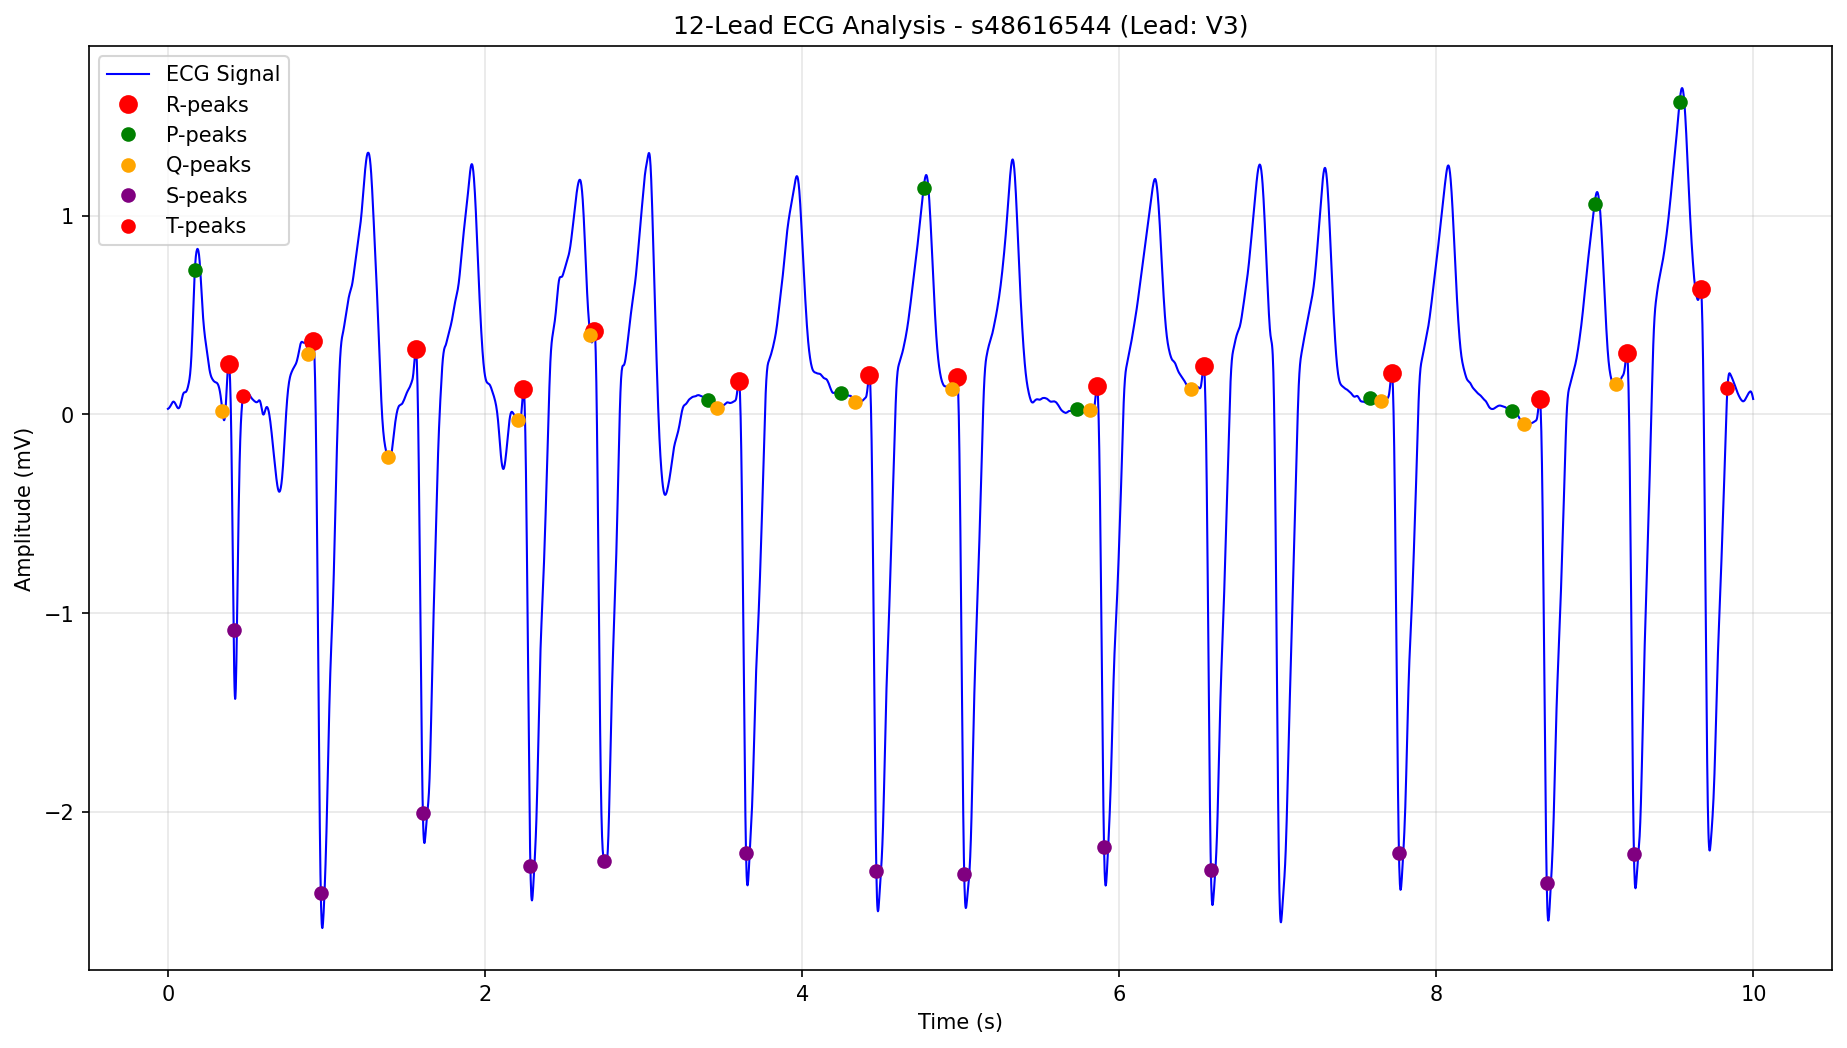 12-Lead ECG Analysis - s48616544 (Lead: V3)
ECG Signal
R-peaks
P-peaks
Q-peaks
S-peaks
T-peaks
1
0
−1
−2
Amplitude (mV)
0 2 4 6 8 10
Time (s)